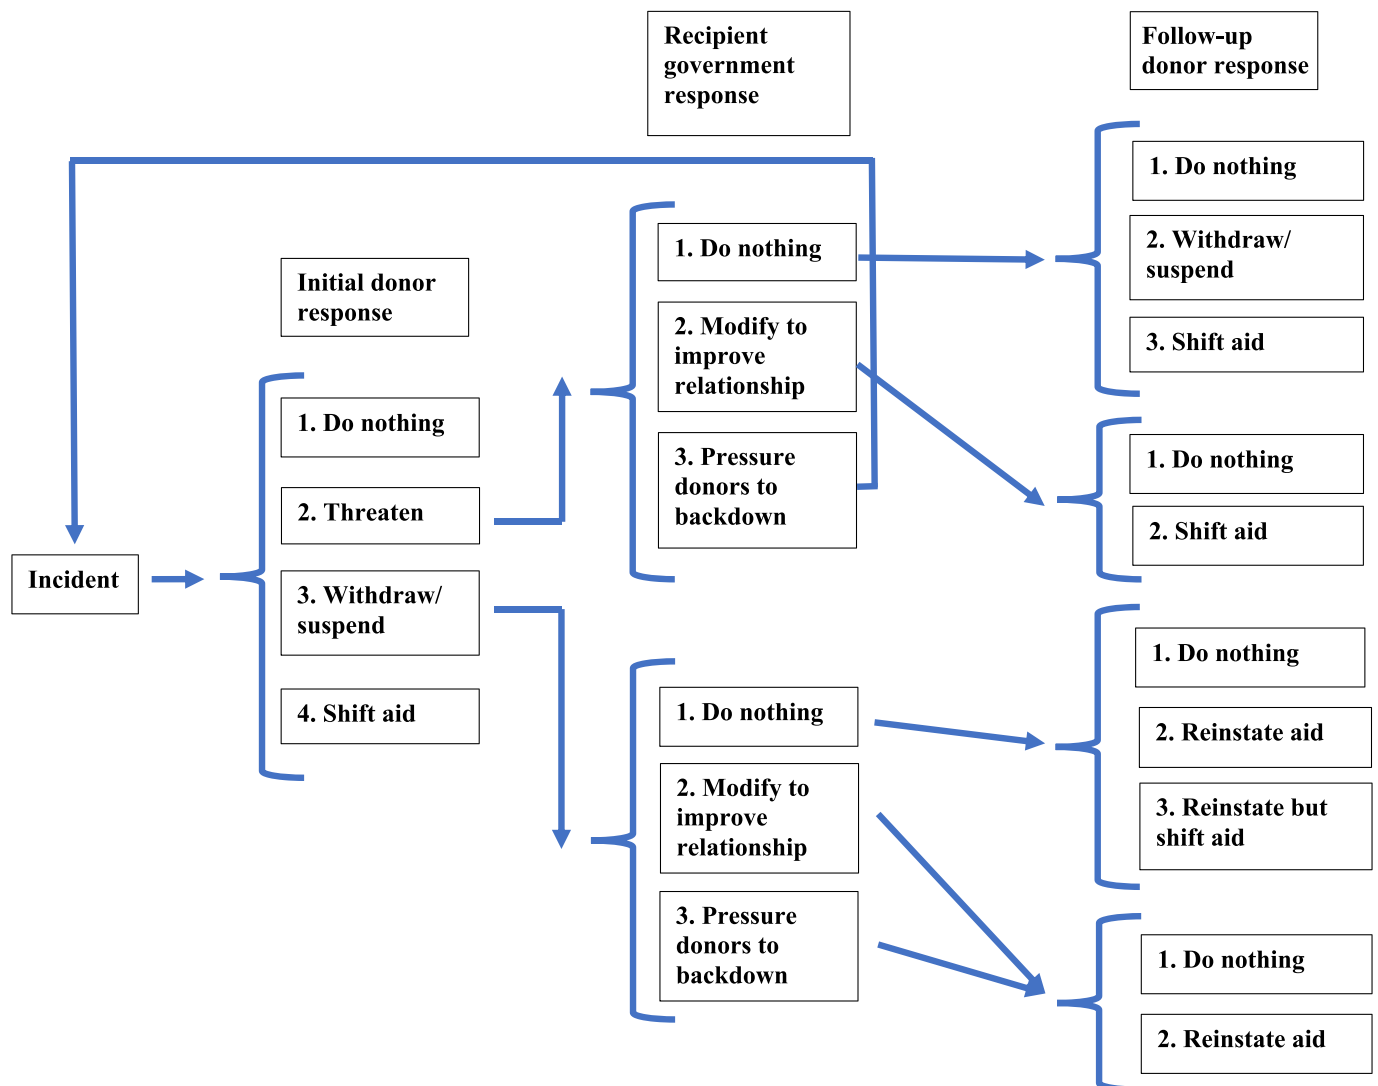 Recipient
government
response
Follow-up
donor response
Initial donor
response
Incident
1. Do nothing
2. Threaten
3. Withdraw/
suspend
4. Shift aid
1. Do nothing
2. Modify to
improve
relationship
3. Pressure
donors to
backdown
1. Do nothing
2. Modify to
improve
relationship
3. Pressure
donors to
backdown
1. Do nothing
2. Withdraw/
suspend
3. Shift aid
1. Do nothing
2. Shift aid
1. Do nothing
2. Reinstate aid
3. Reinstate but
shift aid
1. Do nothing
2. Reinstate aid